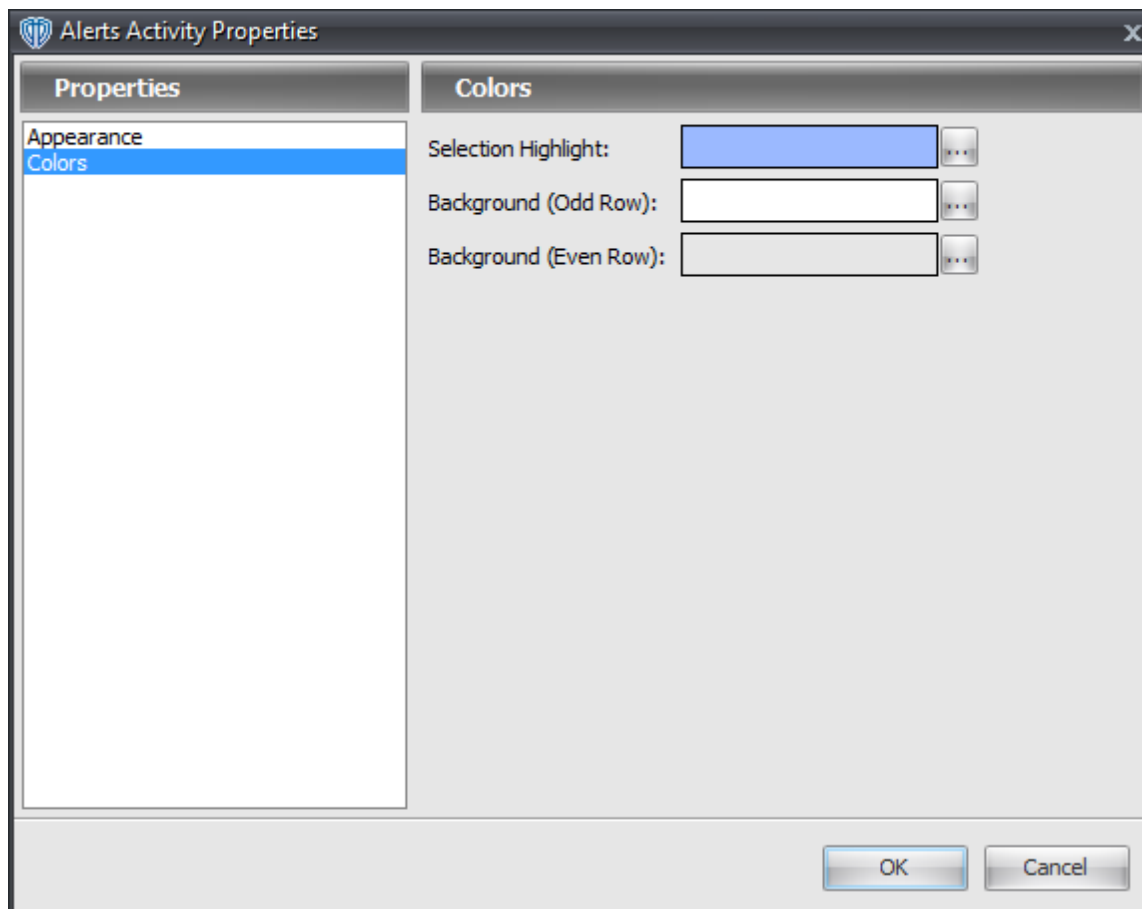 Alerts Activity Properties
x
Properties
Colors
Appearance
Colors
Selection Highlight:
...
Background (Odd Row):
...
Background (Even Row):
...
OK
Cancel